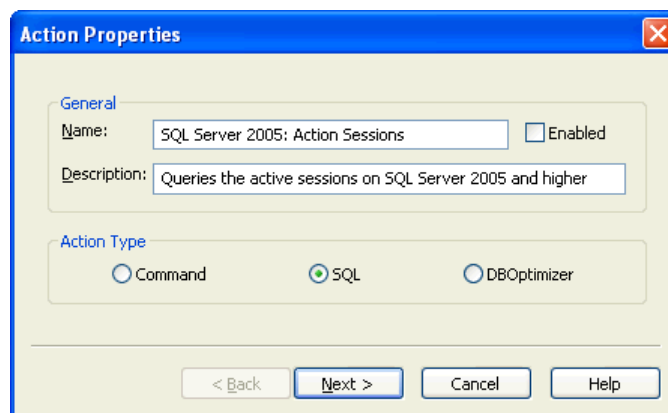 Action Properties
General
Name: SQL Server 2005: Action Sessions Enabled
Description: Queries the active sessions on SQL Server 2005 and higher
Action Type
Command SQL DBOptimizer
< Back Next > Cancel Help